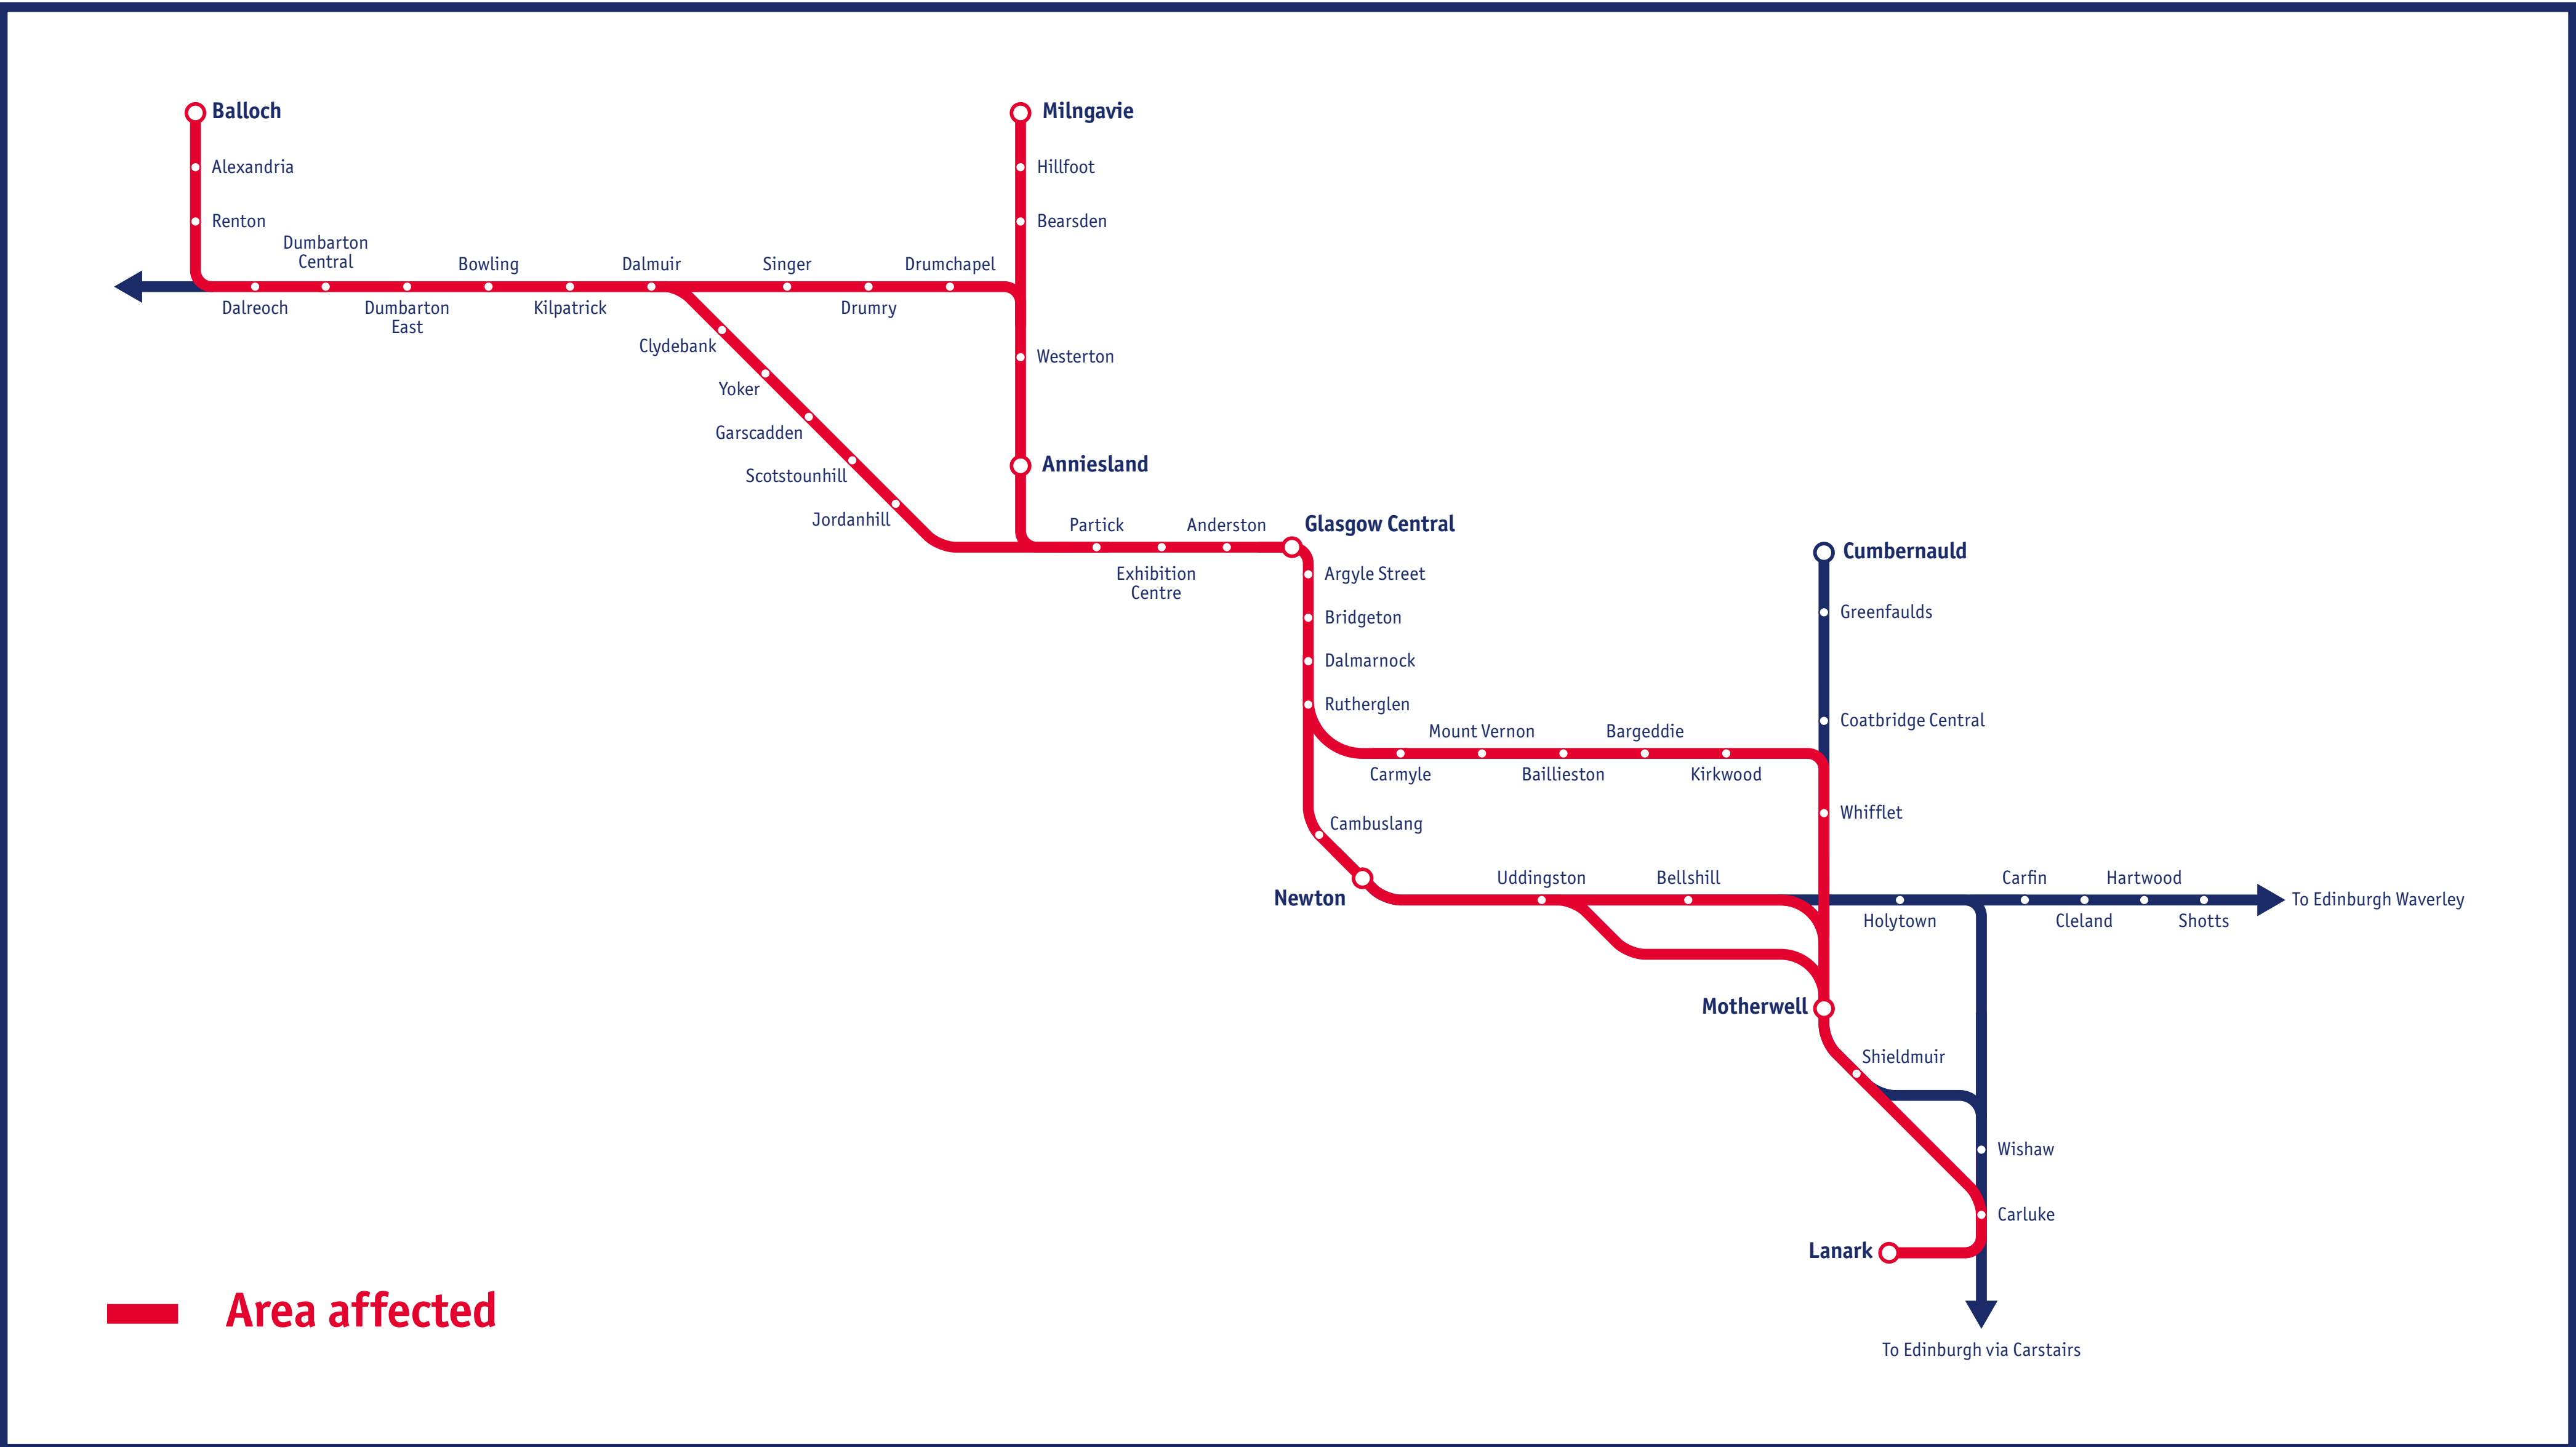 Balloch
Milngavie
Alexandria
Hillfoot
Renton
Bearsden
Dumbarton
Central
Bowling
Dalmuir
Singer
Drumchapel
Dalreoch
Dumbarton
East
Kilpatrick
Drumry
Clydebank
Westerton
Yoker
Garscadden
Anniesland
Scotstounhill
Jordanhill
Partick
Anderston
Glasgow Central
Exhibition
Centre
Cumbernauld
Argyle Street
Bridgeton
Greenfaulds
Dalmarnock
Rutherglen
Coatbridge Central
Mount Vernon
Bargeddie
Carmyle
Baillieston
Kirkwood
Whifflet
Cambuslang
Newton
Uddingston
Bellshill
Carfin
Hartwood
To Edinburgh Waverley
Holytown
Cleland
Shotts
Motherwell
Shieldmuir
Wishaw
Carluke
Lanark
Area affected
To Edinburgh via Carstairs